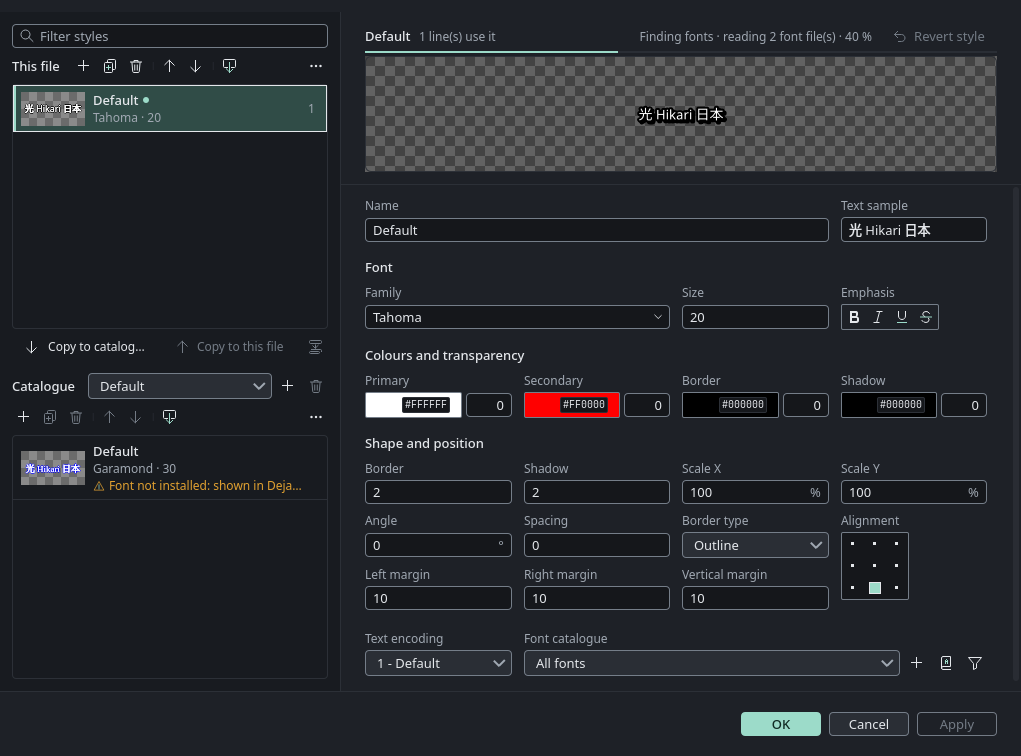 Filter styles
This file
光 Hikari 日本
Default
Tahoma · 20
1
Copy to catalog...
Copy to this file
Catalogue
Default
光 Hikari 日本
Default
Garamond · 30
Font not installed: shown in Deja...
Default
1 line(s) use it
Finding fonts · reading 2 font file(s) · 40 %
Revert style
光 Hikari 日本
Name
Text sample
Default
光 Hikari 日本
Font
Family
Size
Emphasis
Tahoma
20
B I U S
Colours and transparency
Primary
Secondary
Border
Shadow
#FFFFFF
0
#FF0000
0
#000000
0
#000000
0
Shape and position
Border
Shadow
Scale X
Scale Y
2
2
100 %
100 %
Angle
Spacing
Border type
Alignment
0 °
0
Outline
Left margin
Right margin
Vertical margin
10
10
10
Text encoding
Font catalogue
1 - Default
All fonts
OK
Cancel
Apply